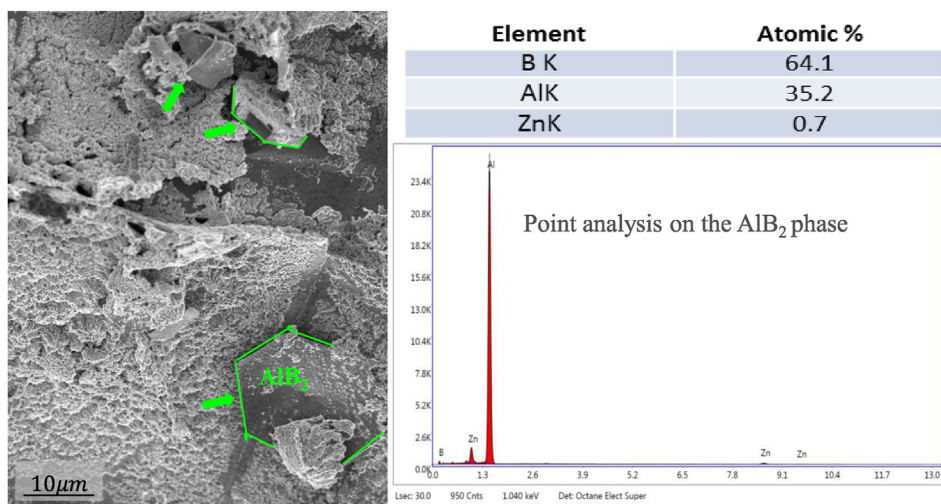 AlB₂
10μm
Element Atomic %
B K 64.1
AlK 35.2
ZnK 0.7
Al
23.4K
20.8K
18.2K
15.6K
13.0K
10.4K
7.8K
5.2K
2.6K
0.0K
Point analysis on the AlB₂ phase
B Zn Zn Zn
0.0 1.3 2.6 3.9 5.2 6.5 7.8 9.1 10.4 11.7 13.0
Lsec: 30.0 950 Cnts 1.040 keV Det: Octane Elect Super